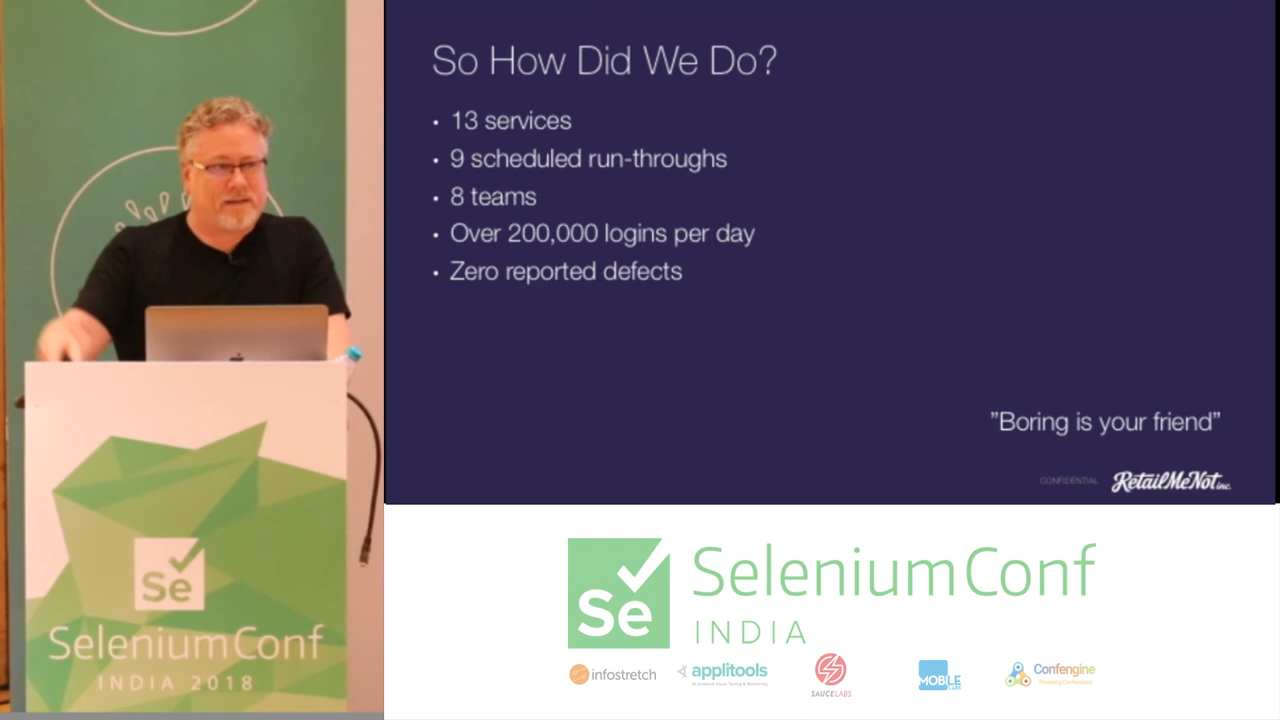 So How Did We Do?
• 13 services
• 9 scheduled run-throughs
• 8 teams
• Over 200,000 logins per day
• Zero reported defects
”Boring is your friend”
CONFIDENTIAL RetailMeNot inc.
Se
SeleniumConf
INDIA 2018
Se
SeleniumConf
INDIA
infostretch
applitools
SAUCELABS
MOBILE LABS
Confengine